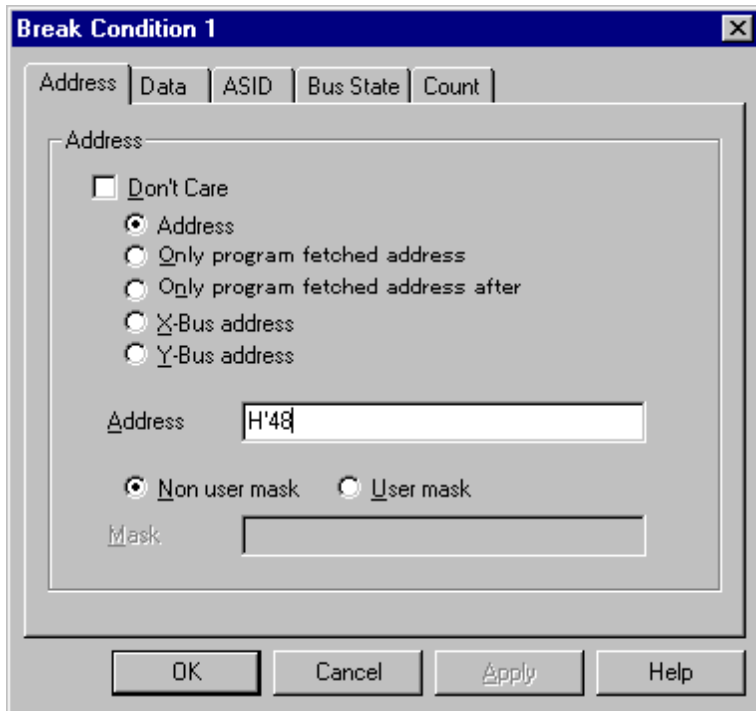 Break Condition 1
Address Data ASID Bus State Count
Address
Don't Care
Address
Only program fetched address
Only program fetched address after
X-Bus address
Y-Bus address
Address H'48
Non user mask User mask
Mask
OK Cancel Apply Help